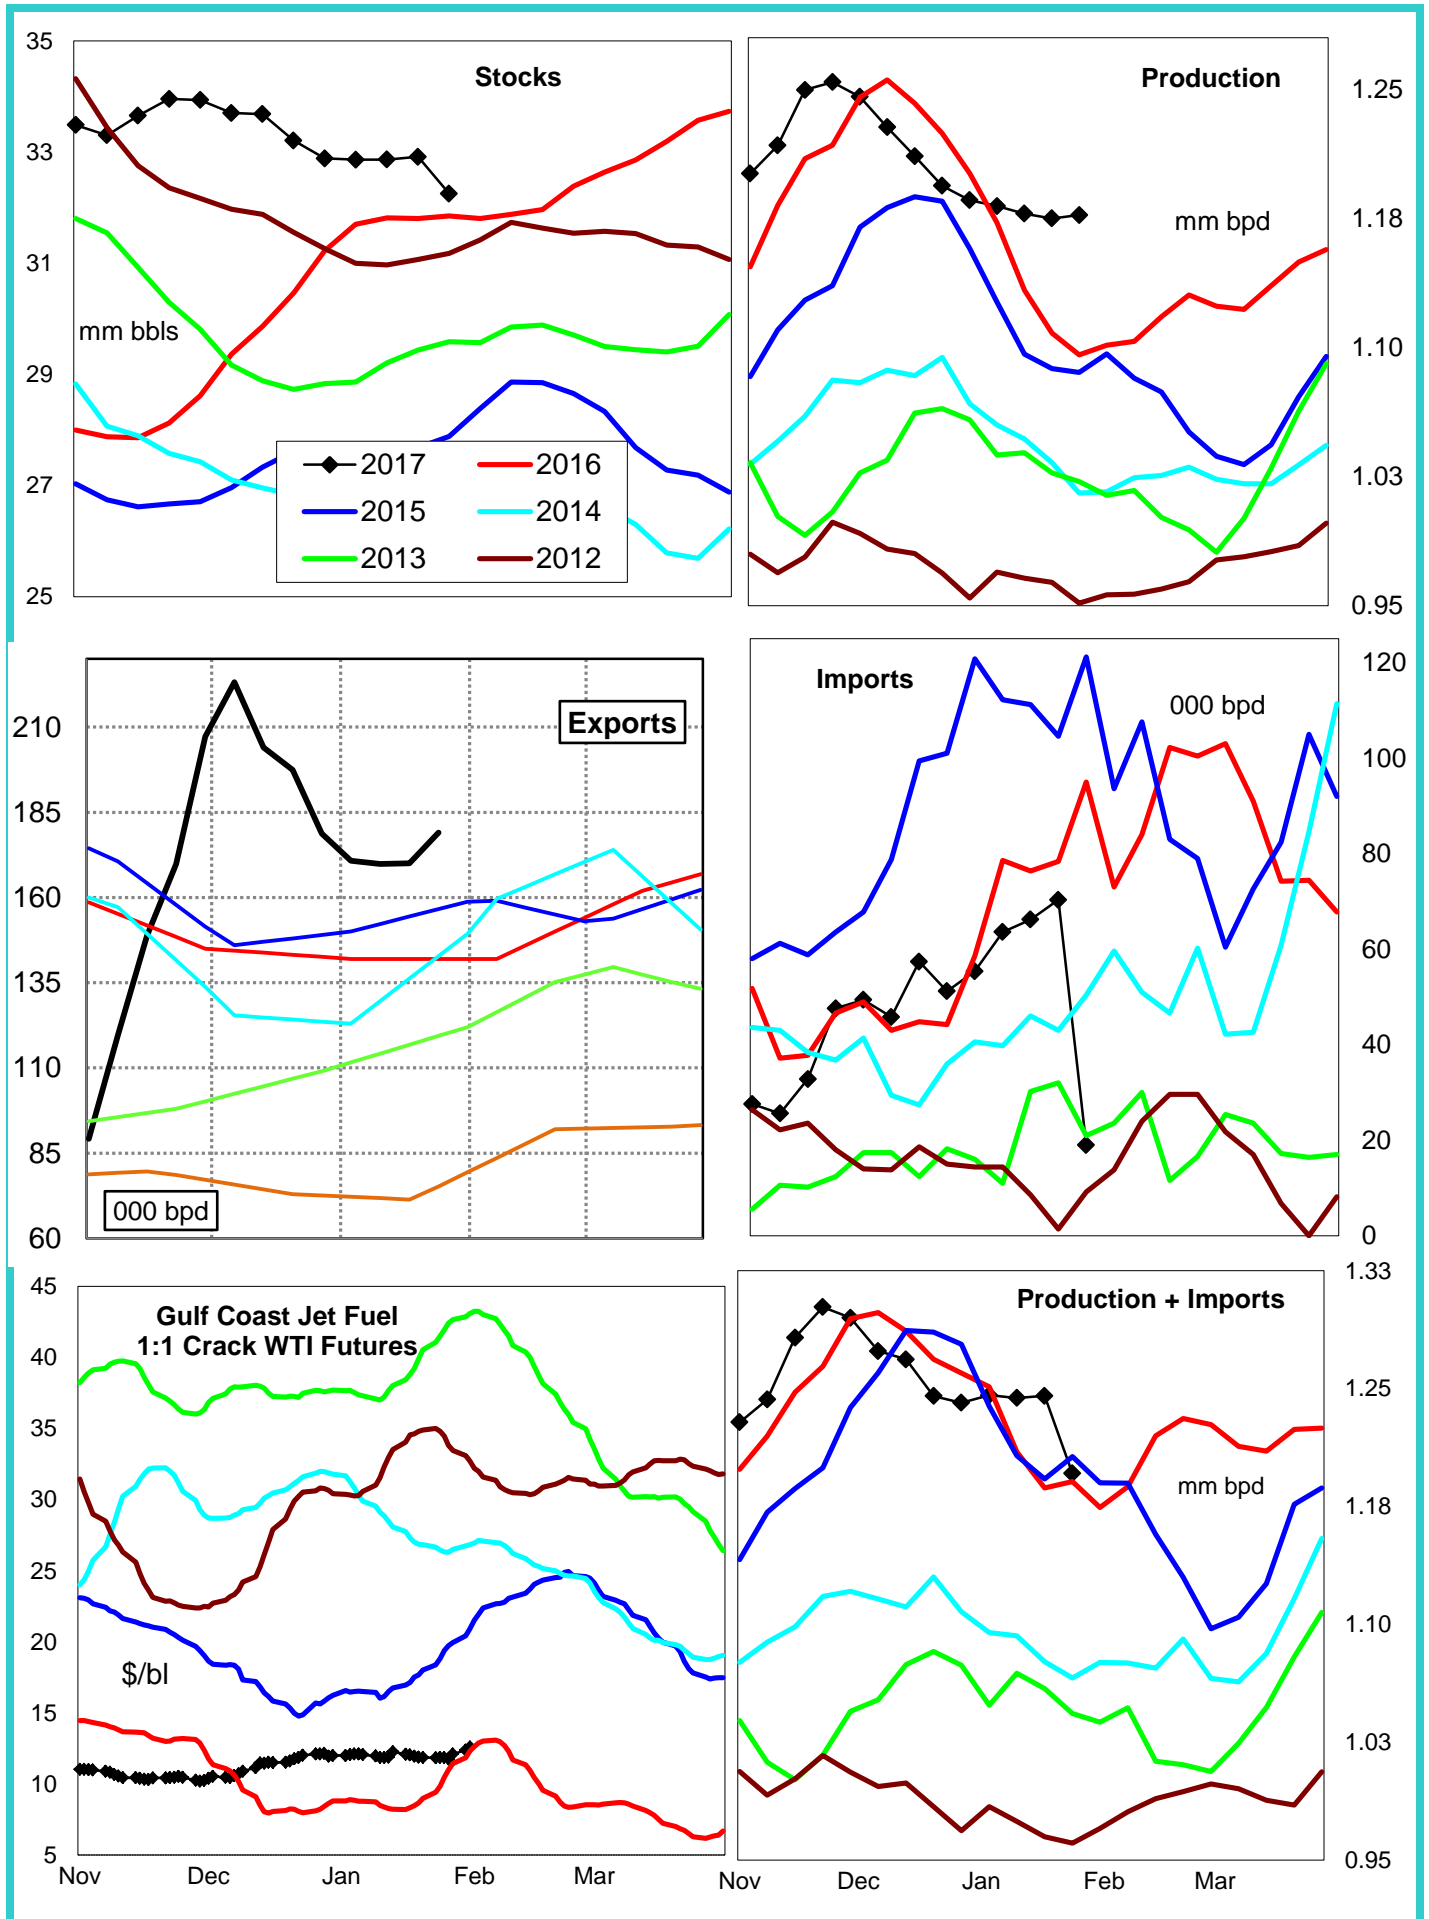 35
33
31
29
27
25
Stocks
mm bbls
2017
2016
2015
2014
2013
2012
Production
mm bpd
1.25
1.18
1.10
1.03
0.95
210
185
160
135
110
85
60
Exports
000 bpd
Imports
000 bpd
120
100
80
60
40
20
0
45
40
35
30
25
20
15
10
5
Gulf Coast Jet Fuel
1:1 Crack WTI Futures
$/bl
Nov
Dec
Jan
Feb
Mar
Production + Imports
mm bpd
1.33
1.25
1.18
1.10
1.03
0.95
Nov
Dec
Jan
Feb
Mar